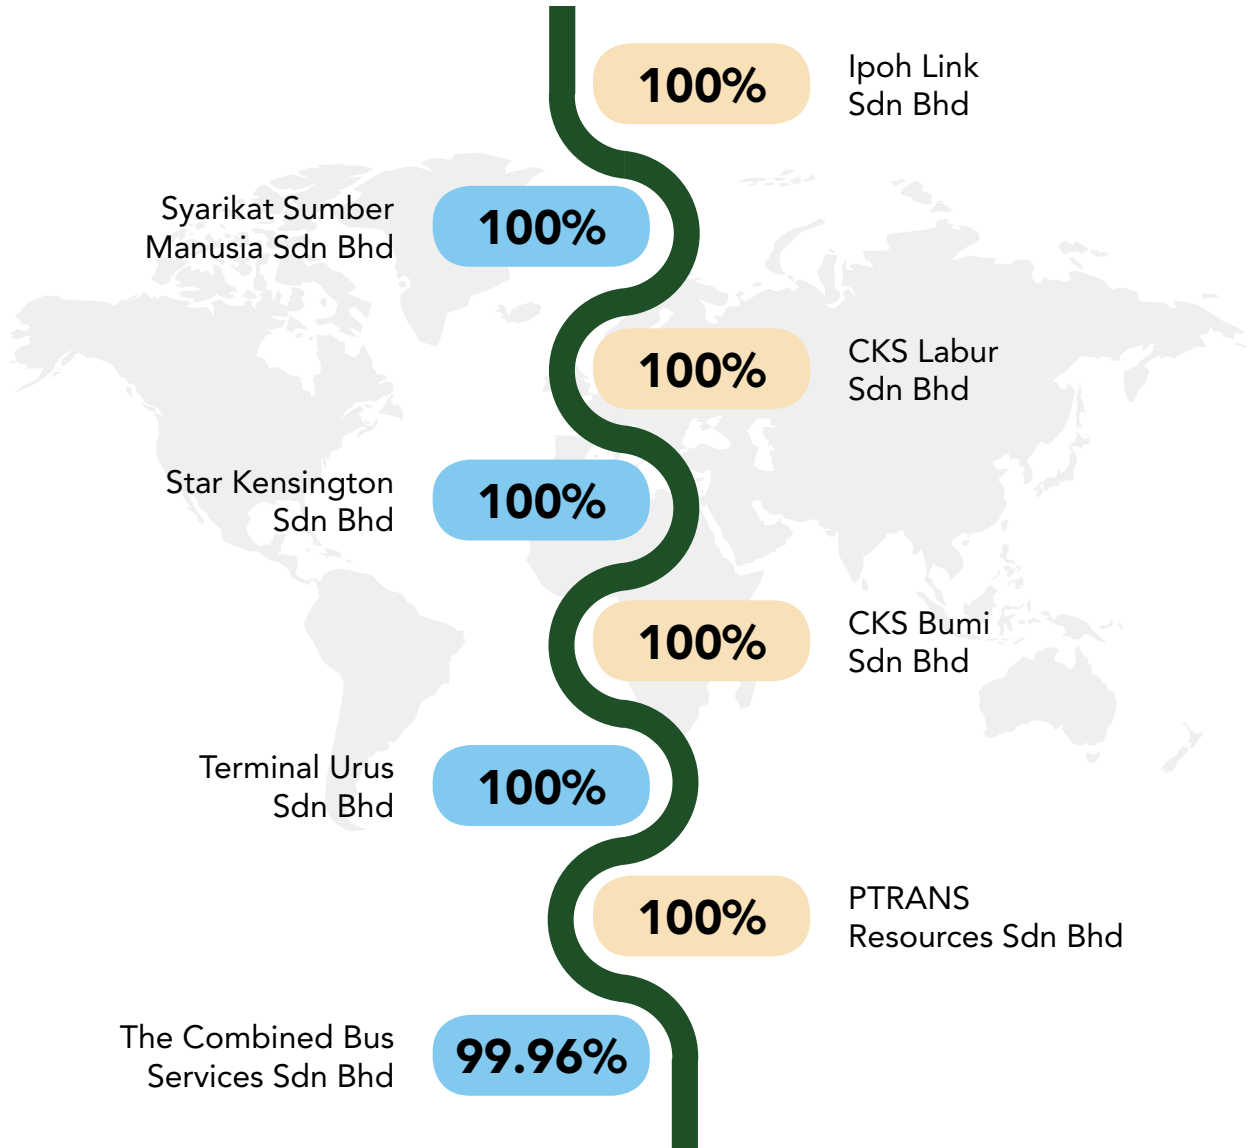 100%
Ipoh Link
Sdn Bhd
Syarikat Sumber
Manusia Sdn Bhd
100%
100%
CKS Labur
Sdn Bhd
Star Kensington
Sdn Bhd
100%
100%
CKS Bumi
Sdn Bhd
Terminal Urus
Sdn Bhd
100%
100%
PTRANS
Resources Sdn Bhd
The Combined Bus
Services Sdn Bhd
99.96%